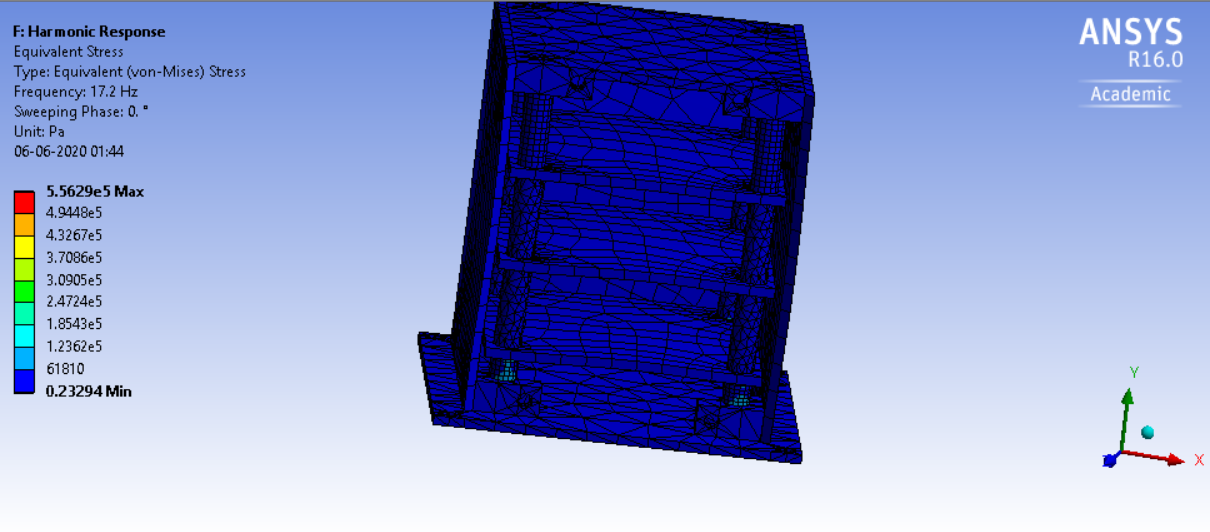 F: Harmonic Response
Equivalent Stress
Type: Equivalent (von-Mises) Stress
Frequency: 17.2 Hz
Sweeping Phase: 0. °
Unit: Pa
06-06-2020 01:44
5.5629e5 Max
4.9448e5
4.3267e5
3.7086e5
3.0905e5
2.4724e5
1.8543e5
1.2362e5
61810
0.23294 Min
ANSYS
R16.0
Academic
Y
X